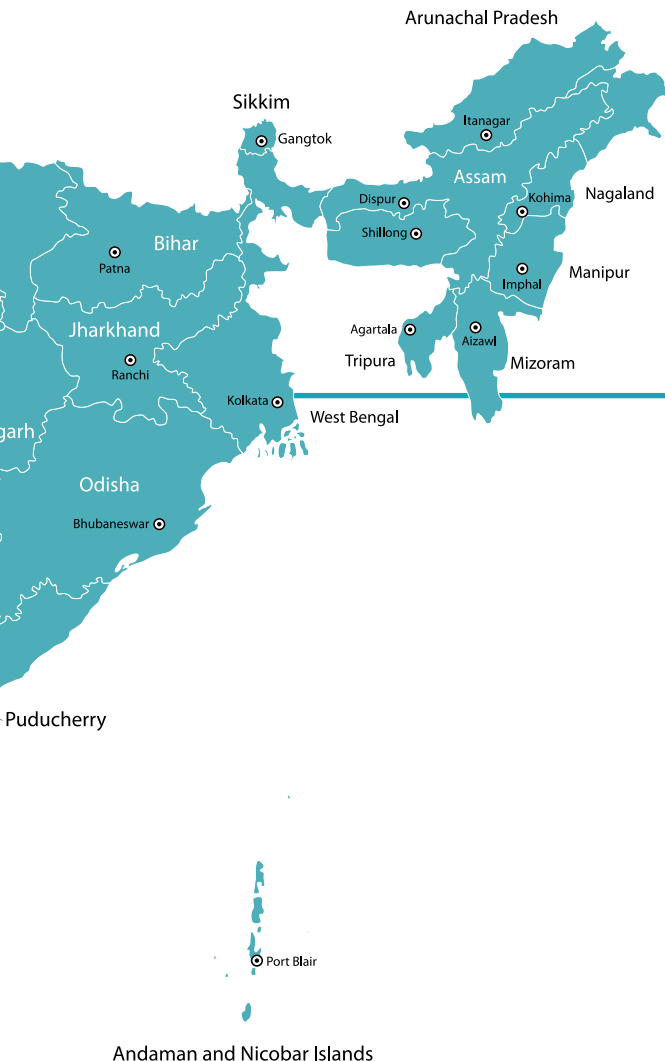 Arunachal Pradesh
Sikkim
Itanagar
Gangtok
Assam
Dispur
Kohima
Nagaland
Shillong
Bihar
Patna
Manipur
Imphal
Jharkhand
Agartala
Aizawl
Tripura
Mizoram
Ranchi
Kolkata
West Bengal
garh
Odisha
Bhubaneswar
Puducherry
Port Blair
Andaman and Nicobar Islands